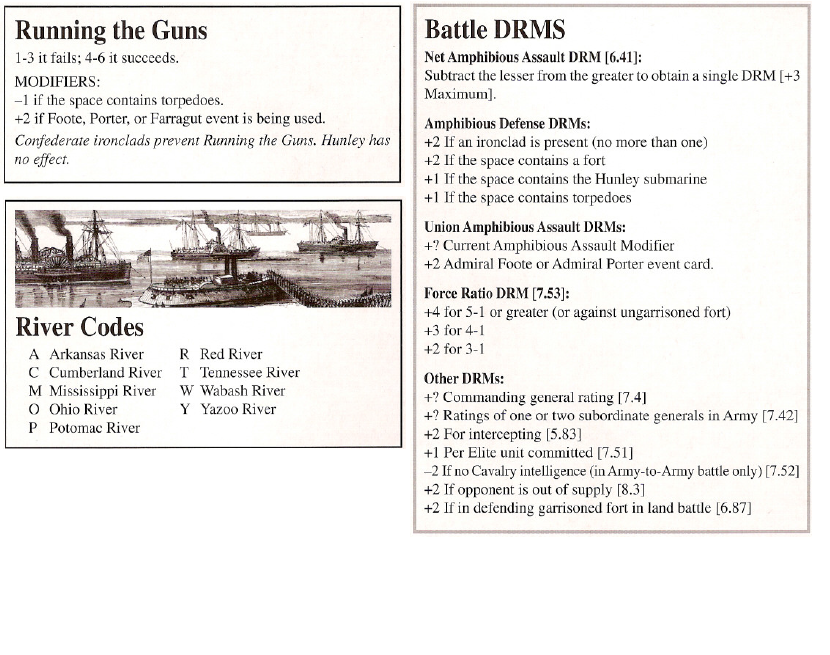 Running the Guns
1-3 it fails; 4-6 it succeeds.
MODIFIERS:
–1 if the space contains torpedoes.
+2 if Foote, Porter, or Farragut event is being used.
Confederate ironclads prevent Running the Guns. Hunley has
no effect.
River Codes
A Arkansas River
C Cumberland River
M Mississippi River
O Ohio River
P Potomac River
R Red River
T Tennessee River
W Wabash River
Y Yazoo River
Battle DRMS
Net Amphibious Assault DRM [6.41]:
Subtract the lesser from the greater to obtain a single DRM [+3
Maximum].
Amphibious Defense DRMs:
+2 If an ironclad is present (no more than one)
+2 If the space contains a fort
+1 If the space contains the Hunley submarine
+1 If the space contains torpedoes
Union Amphibious Assault DRMs:
+? Current Amphibious Assault Modifier
+2 Admiral Foote or Admiral Porter event card.
Force Ratio DRM [7.53]:
+4 for 5-1 or greater (or against ungarrisoned fort)
+3 for 4-1
+2 for 3-1
Other DRMs:
+? Commanding general rating [7.4]
+? Ratings of one or two subordinate generals in Army [7.42]
+2 For intercepting [5.83]
+1 Per Elite unit committed [7.51]
–2 If no Cavalry intelligence (in Army-to-Army battle only) [7.52]
+2 If opponent is out of supply [8.3]
+2 If in defending garrisoned fort in land battle [6.87]